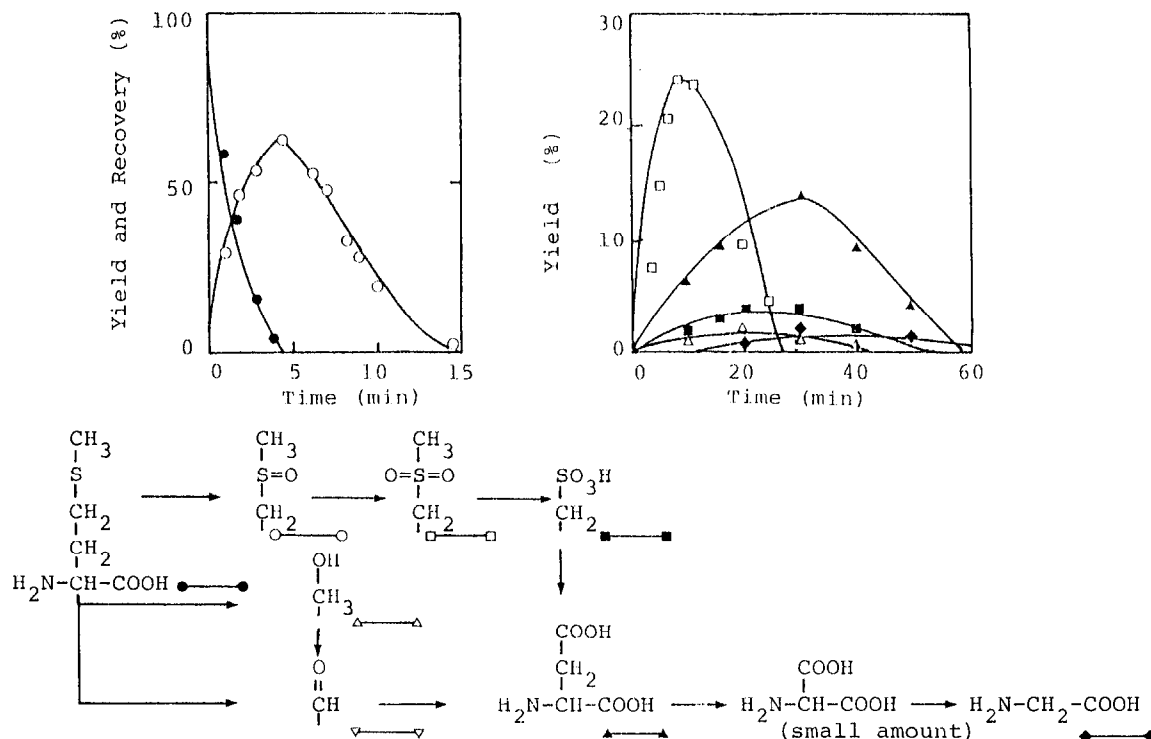 Yield and Recovery (%)
100
50
0
0 5 10 15
Time (min)
Yield (%)
30
20
10
0
0 20 40 60
Time (min)
CH3
S
CH2
CH2
H2N-CH-COOH
CH3
S=O
CH2
CH3
O=S=O
CH2
SO3H
CH2
OH
CH3
O
CH
COOH
CH2
H2N-CH-COOH
COOH
H2N-CH-COOH
(small amount)
H2N-CH2-COOH